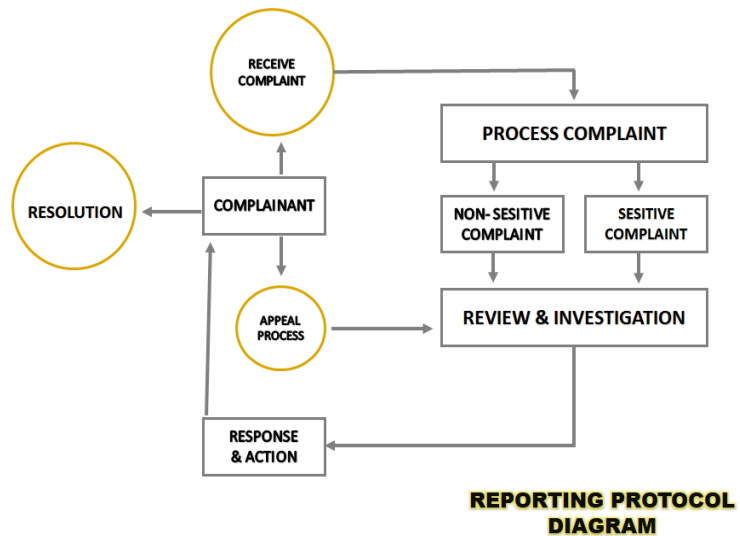 RECEIVE
COMPLAINT
PROCESS COMPLAINT
RESOLUTION
COMPLAINANT
NON- SESITIVE
COMPLAINT
SESITIVE
COMPLAINT
APPEAL
PROCESS
REVIEW & INVESTIGATION
RESPONSE
& ACTION
REPORTING PROTOCOL
DIAGRAM